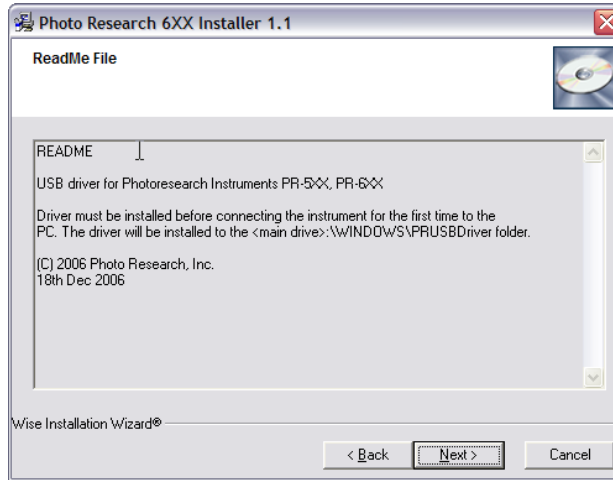 Photo Research 6XX Installer 1.1
ReadMe File
README
USB driver for Photoresearch Instruments PR-5XX, PR-6XX
Driver must be installed before connecting the instrument for the first time to the
PC. The driver will be installed to the <main drive>:\WINDOWS\PRUSBDriver folder.
(C) 2006 Photo Research, Inc.
18th Dec 2006
Wise Installation Wizard®
< Back
Next >
Cancel